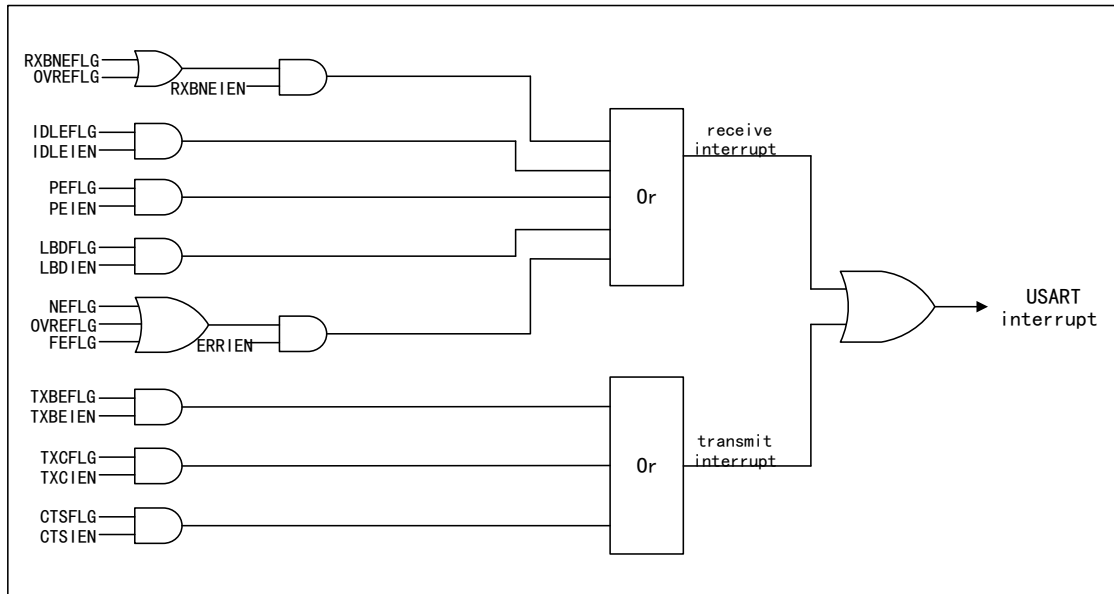 RXBNEFLG
OVREFLG
RXBNEIEN
IDLEFLG
IDLEIEN
PEFLG
PEIEN
LBDFLG
LBDIEN
NEFLG
OVREFLG
FEFLG
ERRIEN
Or
receive
interrupt
TXBEFLG
TXBEIEN
TXCFLG
TXCIEN
CTSFLG
CTSIEN
Or
transmit
interrupt
USART
interrupt